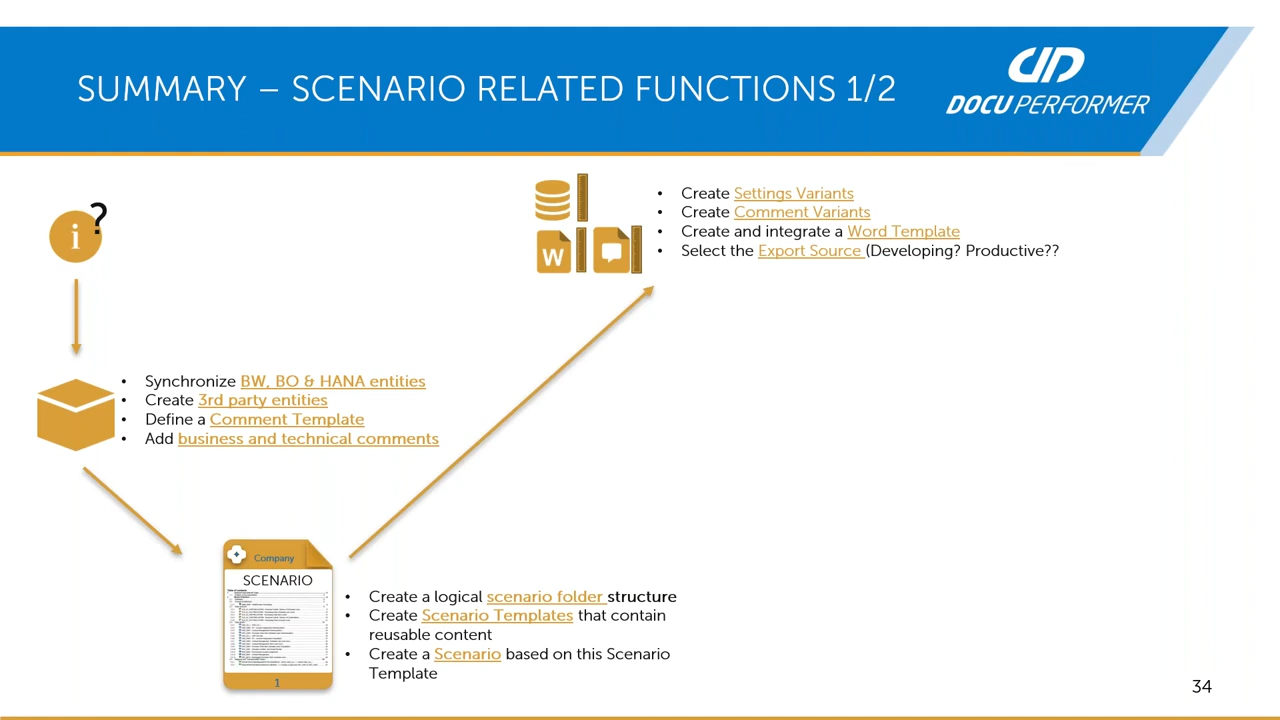 SUMMARY – SCENARIO RELATED FUNCTIONS 1/2
DOCU PERFORMER
i ?
• Create Settings Variants
• Create Comment Variants
• Create and integrate a Word Template
• Select the Export Source (Developing? Productive??
W
• Synchronize BW, BO & HANA entities
• Create 3rd party entities
• Define a Comment Template
• Add business and technical comments
Company
SCENARIO
1
• Create a logical scenario folder structure
• Create Scenario Templates that contain
reusable content
• Create a Scenario based on this Scenario
Template
34